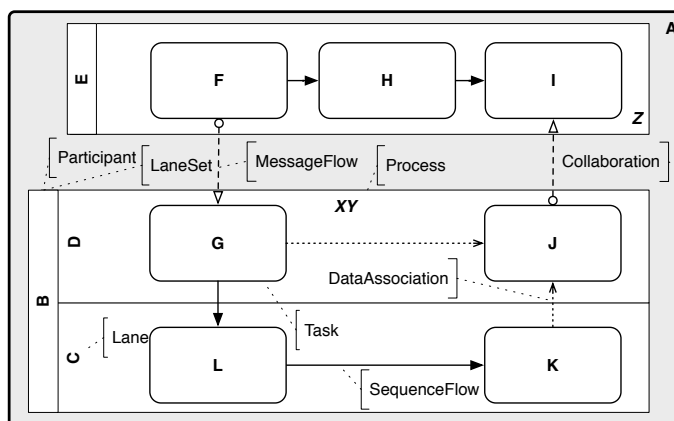 A
E
F
H
I
Z
Participant
LaneSet
MessageFlow
Process
Collaboration
XY
B
D
G
J
DataAssociation
C
Lane
L
Task
K
SequenceFlow